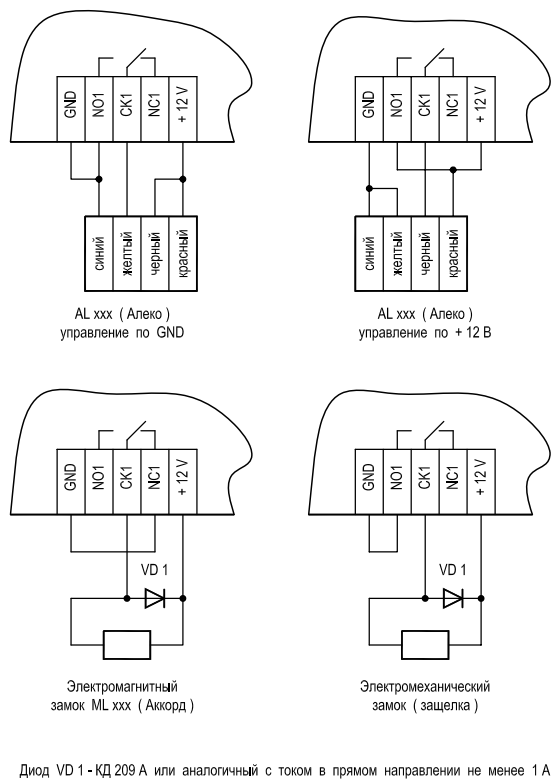 GND NO1 CK1 NC1 + 12 V
синий желтый черный красный
AL xxx ( Алеко )
управление по GND
GND NO1 CK1 NC1 + 12 V
синий желтый черный красный
AL xxx ( Алеко )
управление по + 12 В
GND NO1 CK1 NC1 + 12 V
VD 1
Электромагнитный
замок ML xxx ( Аккорд )
GND NO1 CK1 NC1 + 12 V
VD 1
Электромеханический
замок ( защелка )
Диод VD 1 - КД 209 А или аналогичный с током в прямом направлении не менее 1 А